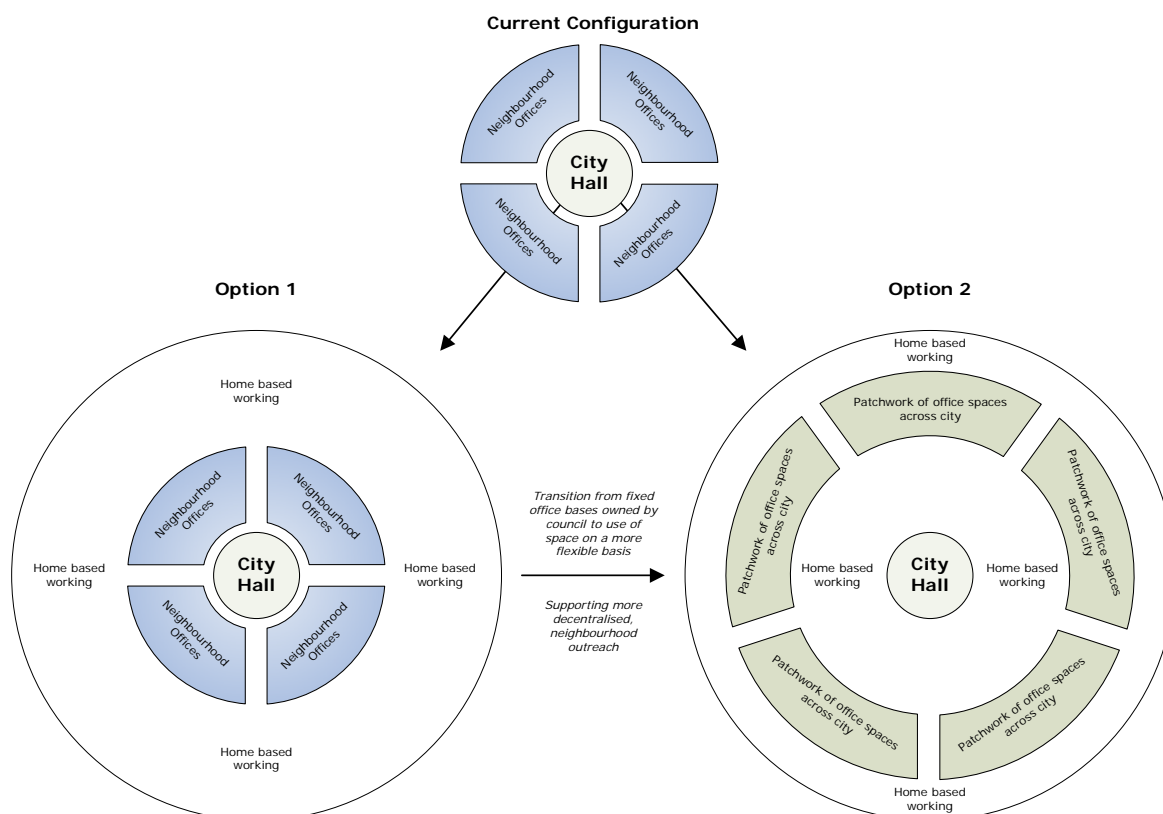 Current Configuration
Neighbourhood
Offices
Neighbourhood
Offices
City
Hall
Neighbourhood
Offices
Neighbourhood
Offices
Option 1
Home based
working
Neighbourhood
Offices
Neighbourhood
Offices
Home based
working
City
Hall
Home based
working
Neighbourhood
Offices
Neighbourhood
Offices
Home based
working
Transition from fixed
office bases owned by
council to use of
space on a more
flexible basis
Supporting more
decentralised,
neighbourhood
outreach
Option 2
Home based
working
Patchwork of office spaces
across city
Patchwork of office spaces
across city
Patchwork of office spaces
across city
Home based
working
City
Hall
Home based
working
Patchwork of office spaces
across city
Patchwork of office spaces
across city
Home based
working